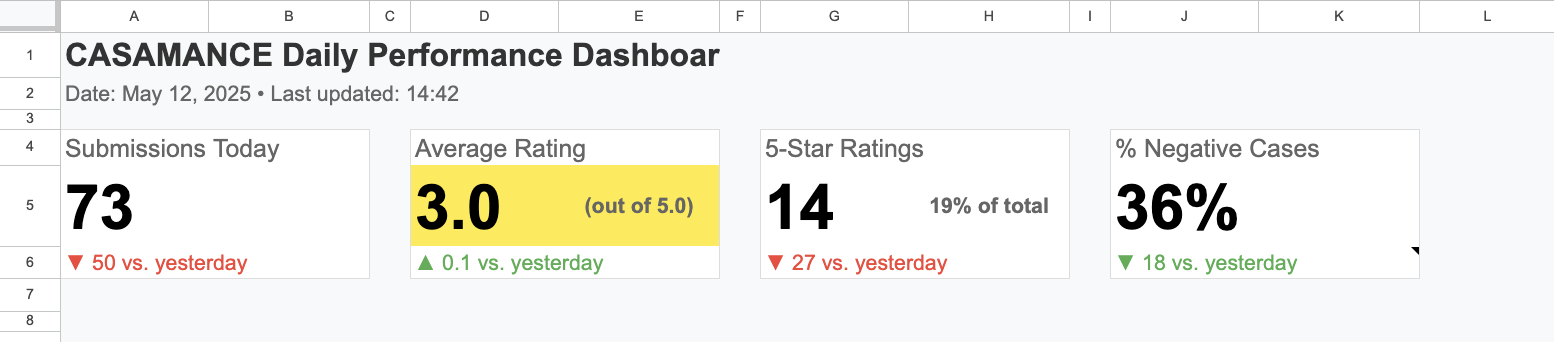 A B C D E F G H I J K L
1 CASAMANCE Daily Performance Dashboar
2 Date: May 12, 2025 • Last updated: 14:42
3
4 Submissions Today Average Rating 5-Star Ratings % Negative Cases
5 73 3.0 (out of 5.0) 14 19% of total 36%
6 ▼ 50 vs. yesterday ▲ 0.1 vs. yesterday ▼ 27 vs. yesterday ▼ 18 vs. yesterday
7
8